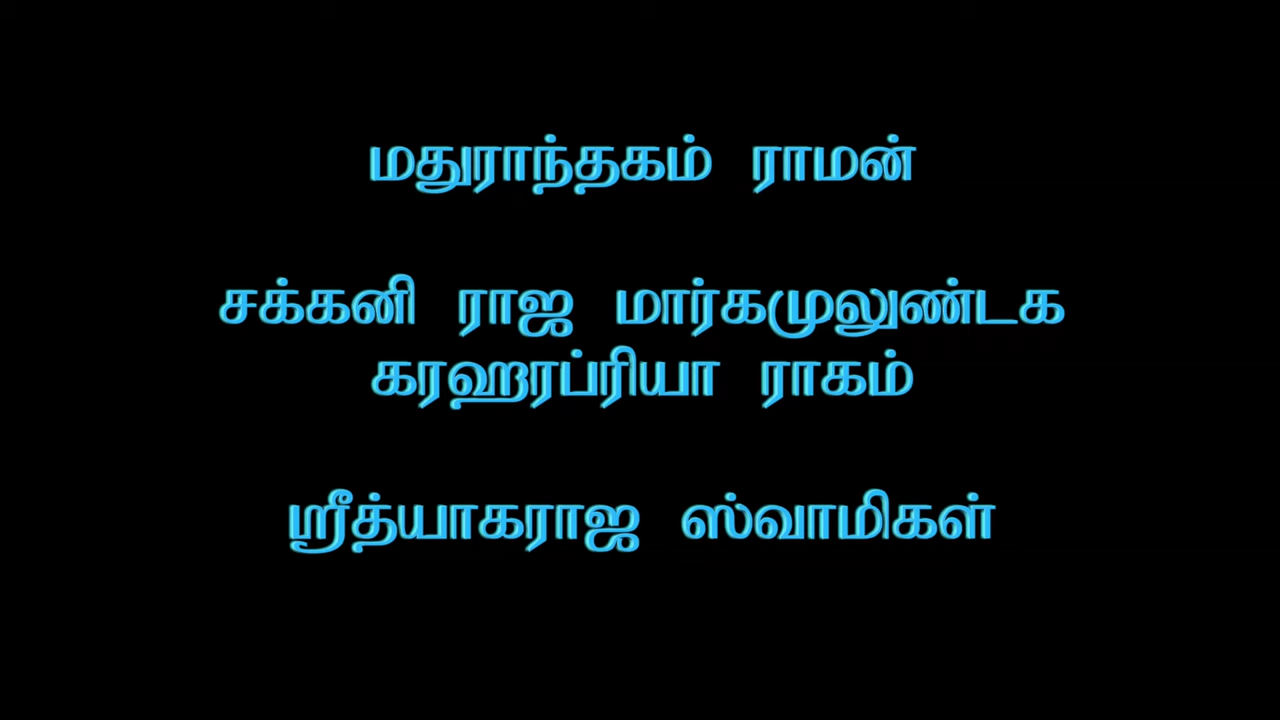 மதுராந்தகம் ராமன்
சக்கனி ராஜ மார்கமுலுண்டக
கரஹரப்ரியா ராகம்
ஸ்ரீத்யாகராஜ ஸ்வாமிகள்